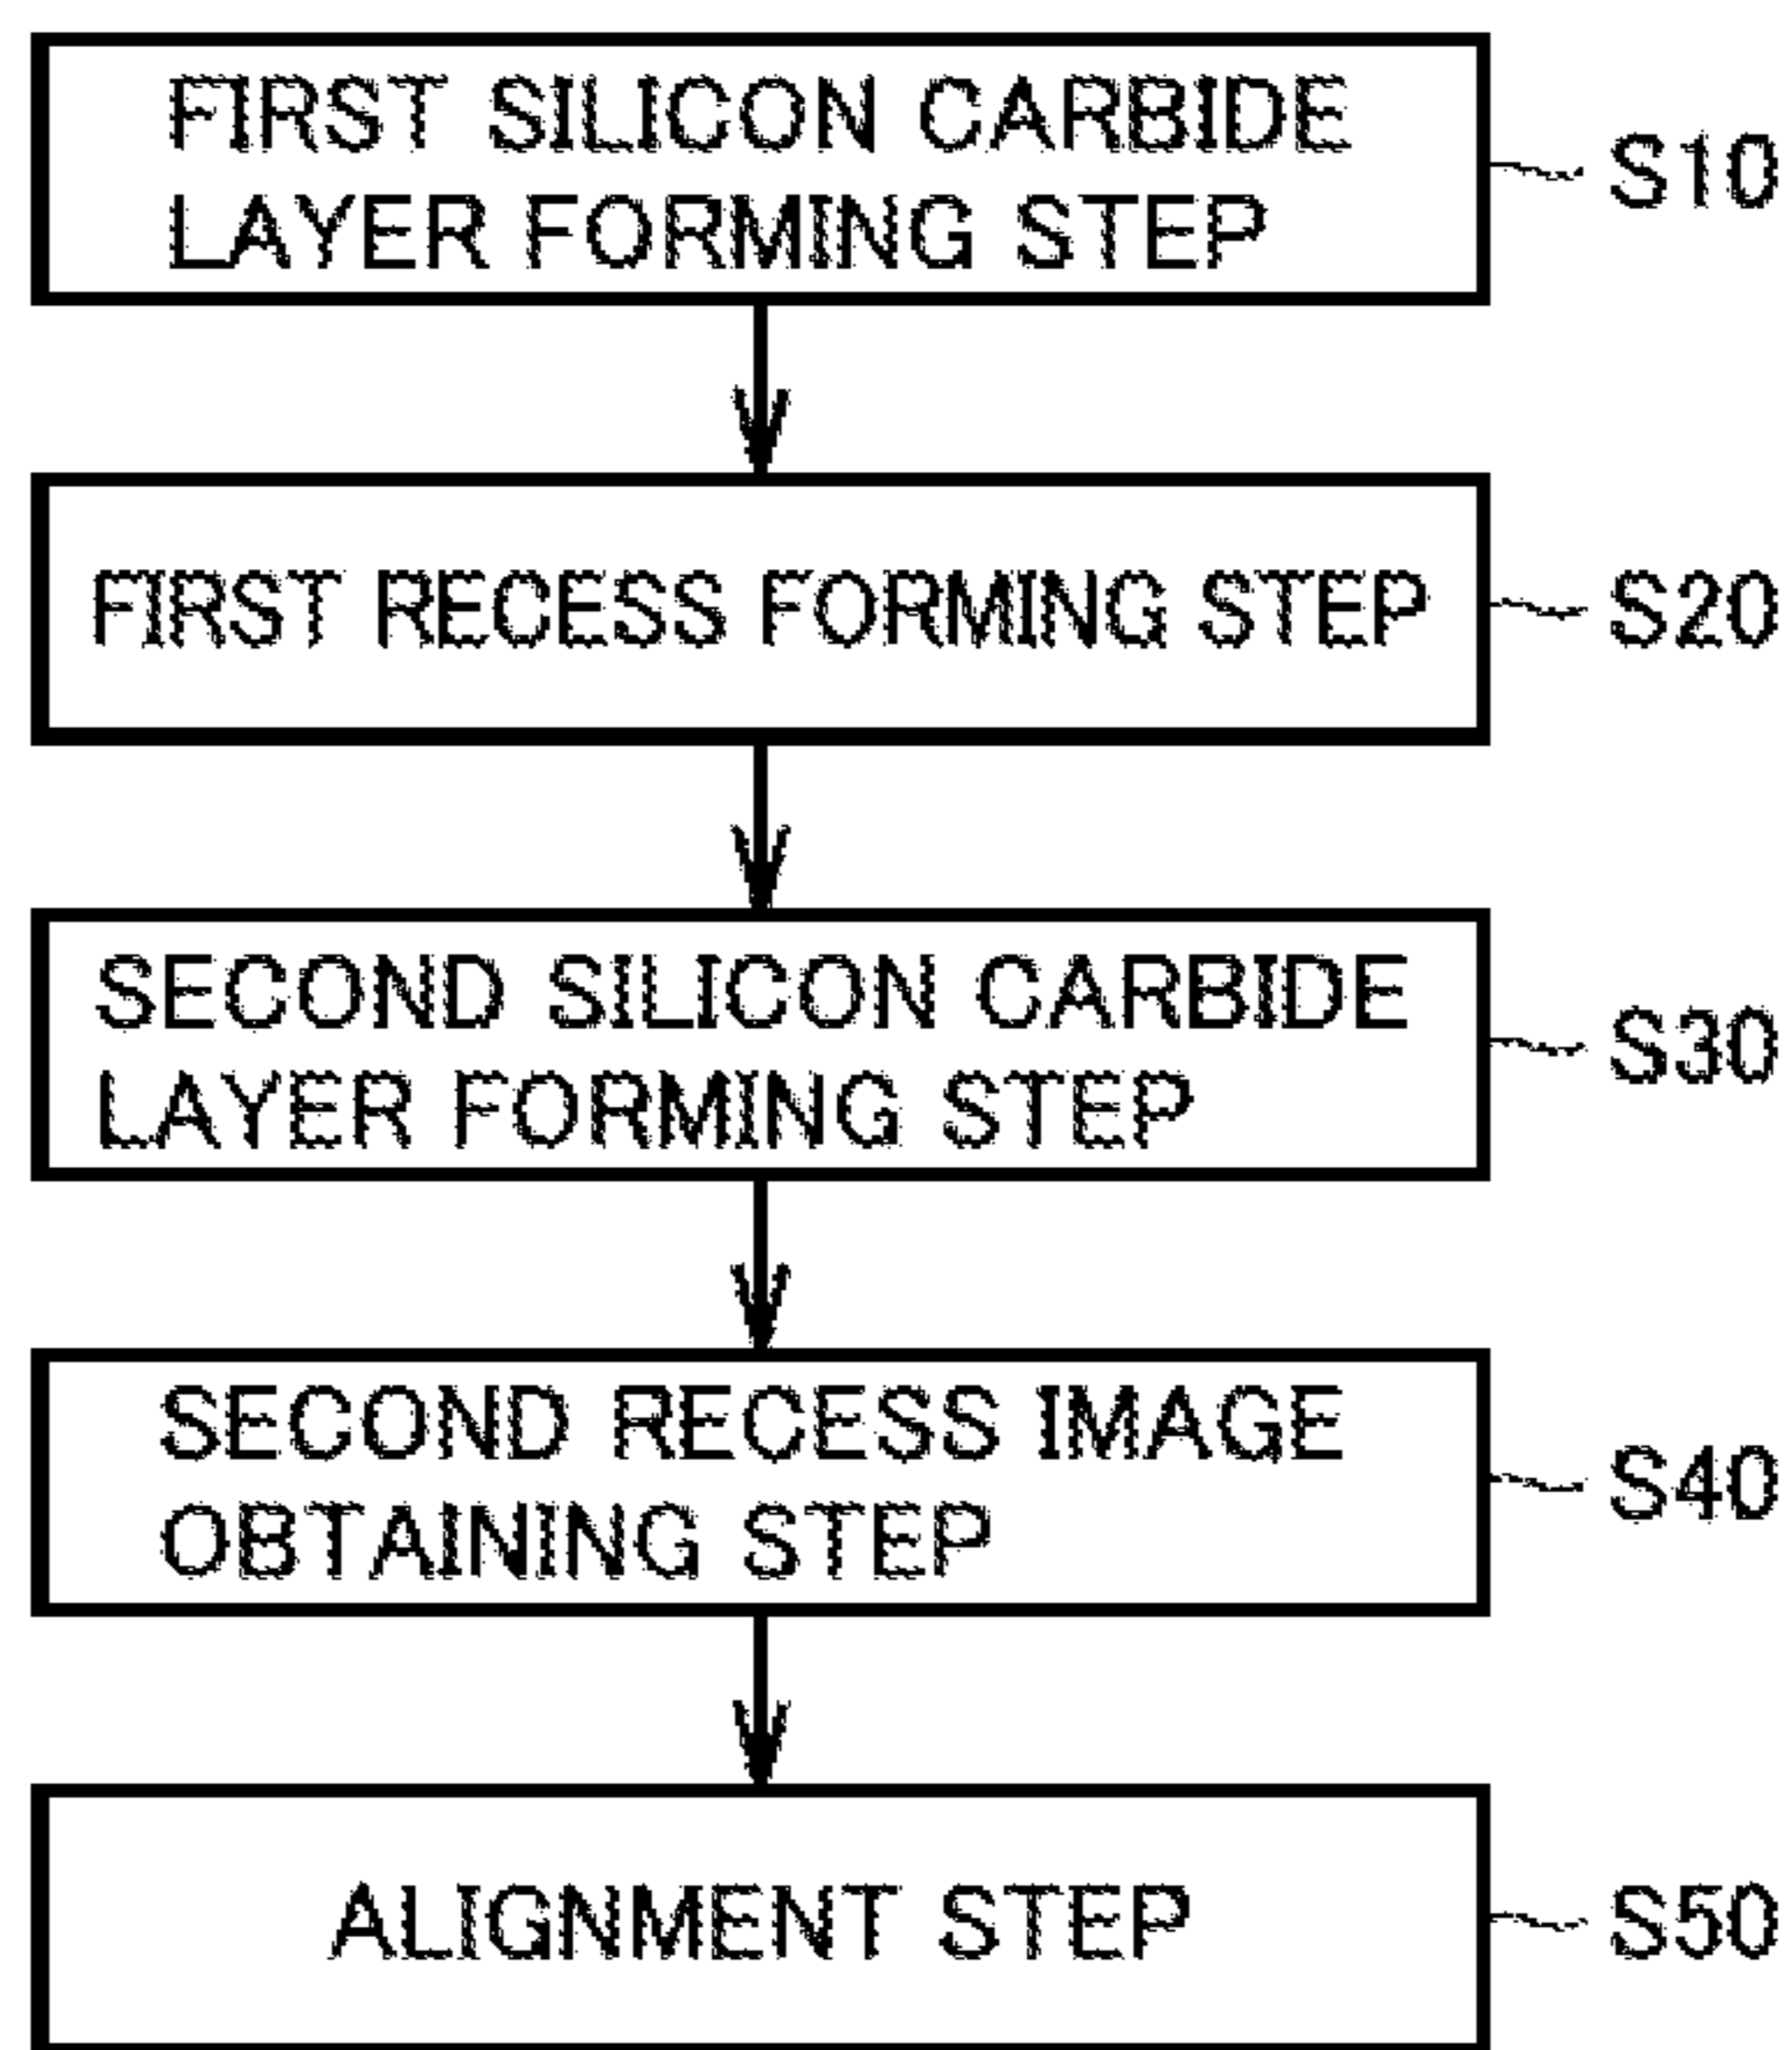 FIRST SILICON CARBIDE
LAYER FORMING STEP
S10
FIRST RECESS FORMING STEP
S20
SECOND SILICON CARBIDE
LAYER FORMING STEP
S30
SECOND RECESS IMAGE
OBTAINING STEP
S40
ALIGNMENT STEP
S50